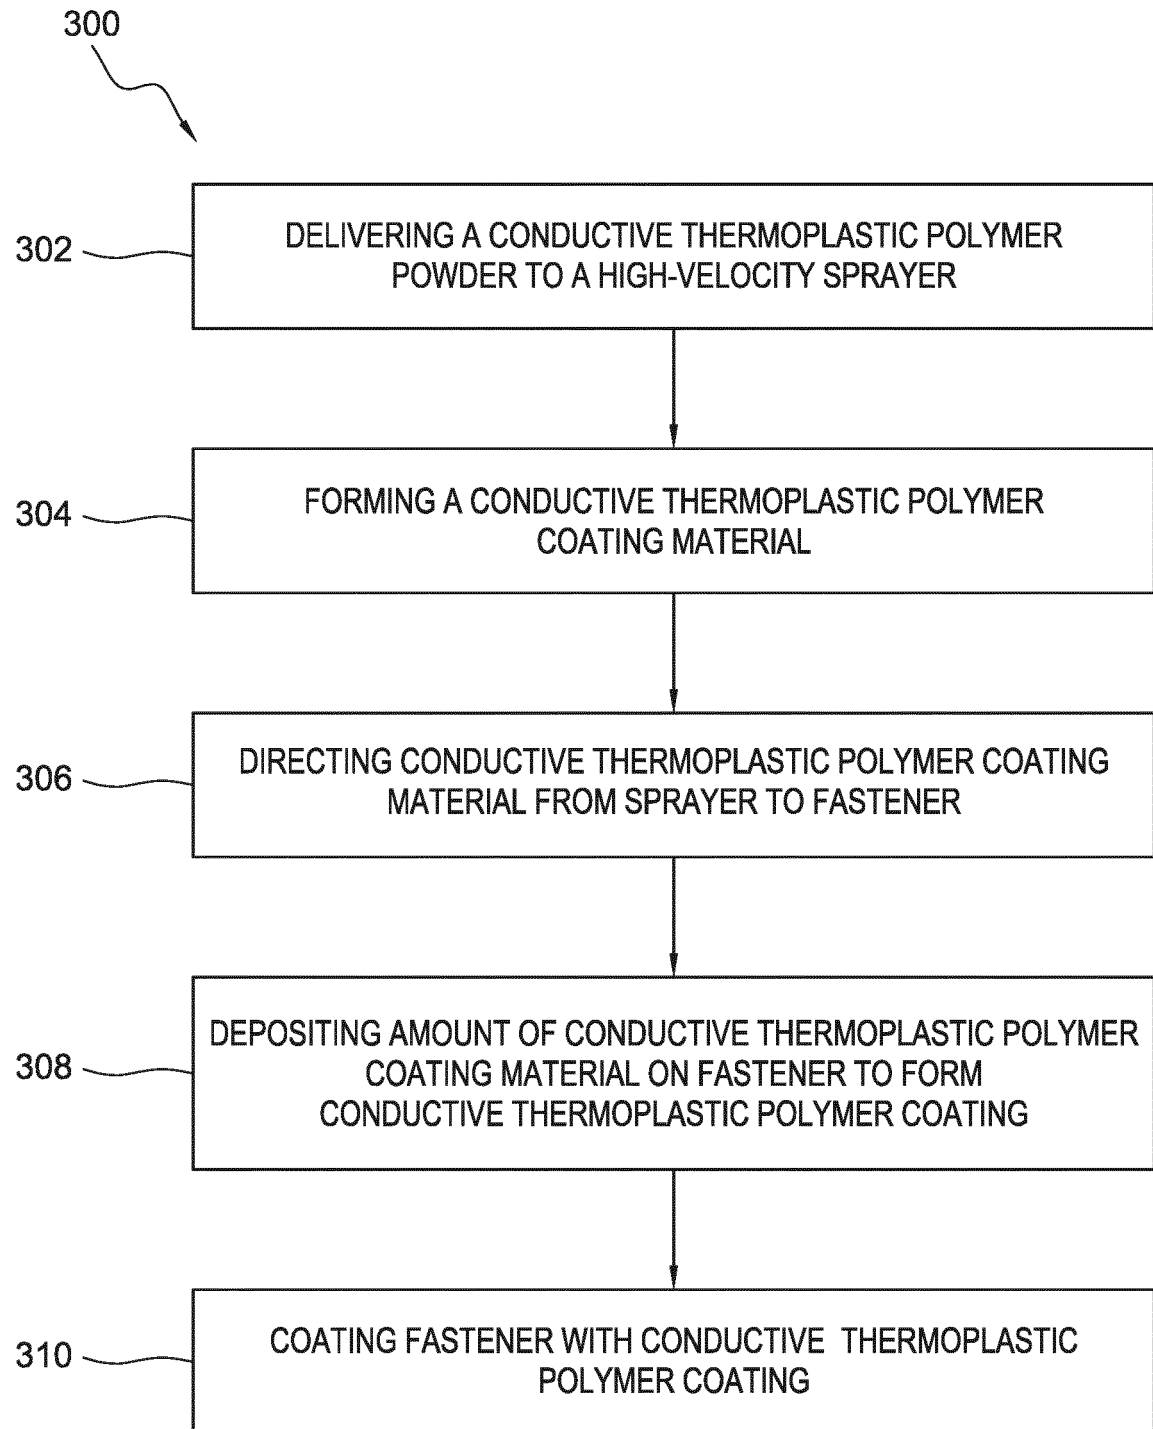 300
302
DELIVERING A CONDUCTIVE THERMOPLASTIC POLYMER
POWDER TO A HIGH-VELOCITY SPRAYER
304
FORMING A CONDUCTIVE THERMOPLASTIC POLYMER
COATING MATERIAL
306
DIRECTING CONDUCTIVE THERMOPLASTIC POLYMER COATING
MATERIAL FROM SPRAYER TO FASTENER
308
DEPOSITING AMOUNT OF CONDUCTIVE THERMOPLASTIC POLYMER
COATING MATERIAL ON FASTENER TO FORM
CONDUCTIVE THERMOPLASTIC POLYMER COATING
310
COATING FASTENER WITH CONDUCTIVE THERMOPLASTIC
POLYMER COATING